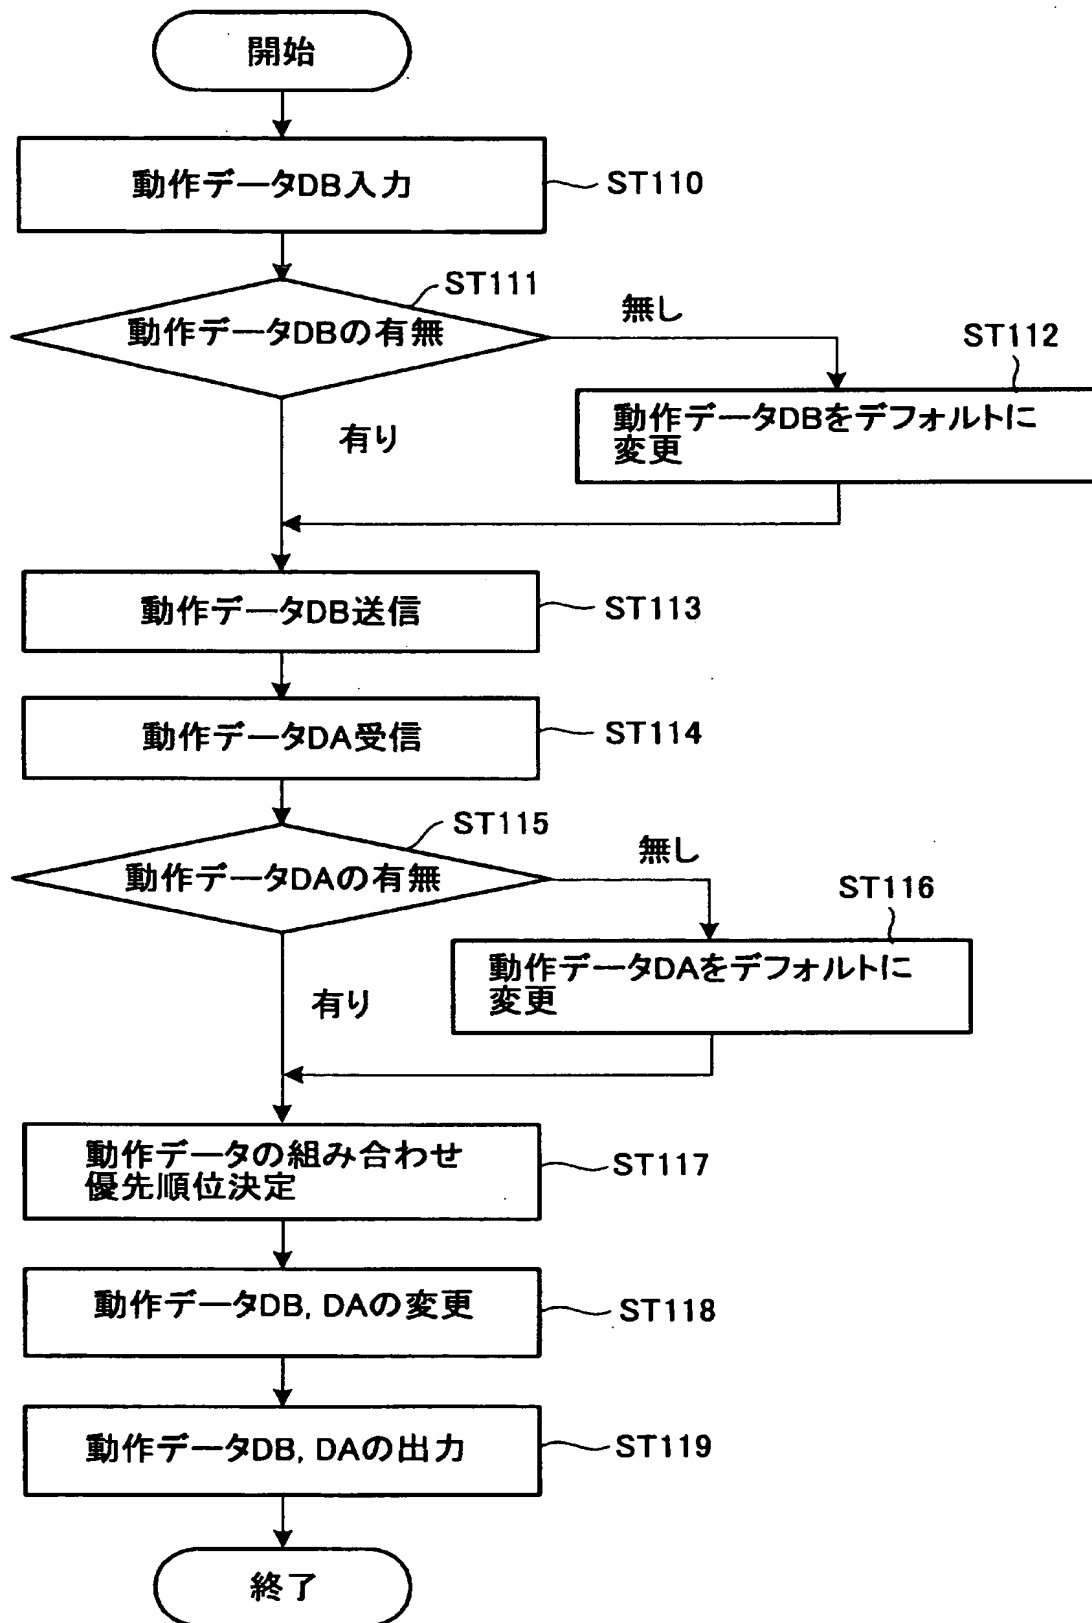 開始
動作データDB入力
ST110
ST111
動作データDBの有無
無し
ST112
動作データDBをデフォルトに
変更
有り
動作データDB送信
ST113
動作データDA受信
ST114
ST115
動作データDAの有無
無し
ST116
動作データDAをデフォルトに
変更
有り
動作データの組み合わせ
優先順位決定
ST117
動作データDB, DAの変更
ST118
動作データDB, DAの出力
ST119
終了